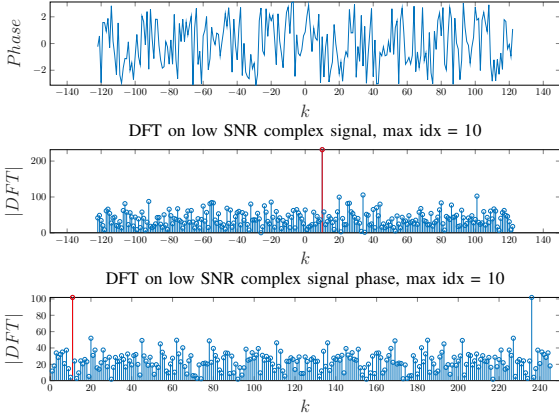 Phase
2
0
−2
−140 −120 −100 −80 −60 −40 −20 0 20 40 60 80 100 120 140
k
DFT on low SNR complex signal, max idx = 10
|DFT|
200
100
0
−140 −120 −100 −80 −60 −40 −20 0 20 40 60 80 100 120 140
k
DFT on low SNR complex signal phase, max idx = 10
|DFT|
100
80
60
40
20
0
0 20 40 60 80 100 120 140 160 180 200 220 240
k